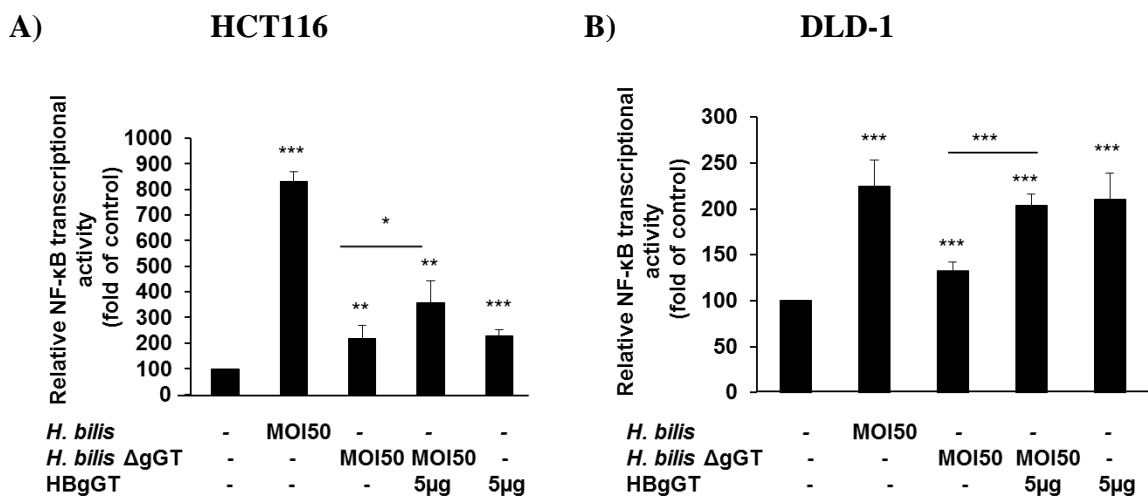 A) HCT116
Relative NF-κB transcriptional
activity
(fold of control)
1000
900
800
700
600
500
400
300
200
100
0
***
*
**
**
***
H. bilis - MOI50 - - -
H. bilis ΔgGT - - MOI50 MOI50 -
HBgGT - - - 5µg 5µg
B) DLD-1
Relative NF-κB transcriptional
activity
(fold of control)
300
250
200
150
100
50
0
***
***
***
***
***
H. bilis - MOI50 - - -
H. bilis ΔgGT - - MOI50 MOI50 -
HBgGT - - - 5µg 5µg